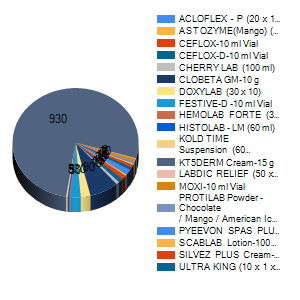 930
90
ACLOFLEX - P (20 x 1...
ASTOZYME(Mango) (...
CEFLOX-10 ml Vial
CEFLOX-D-10 ml Vial
CHERRY LAB (100 ml)
CLOBETA GM-10 g
DOXYLAB (30 x 10)
FESTIVE-D -10 ml Vial
HEMOLAB FORTE (3...
HISTOLAB - LM (60 ml)
KOLD TIME
Suspension (60...
KT5DERM Cream-15 g
LABDIC RELIEF (50 x...
MOXI-10 ml Vial
PROTILAB Powder -
Chocolate
/ Mango / American Ic...
PYEEVON SPAS PLU...
SCABLAB Lotion-100...
SILVEZ PLUS Cream-...
ULTRA KING (10 x 1 x...